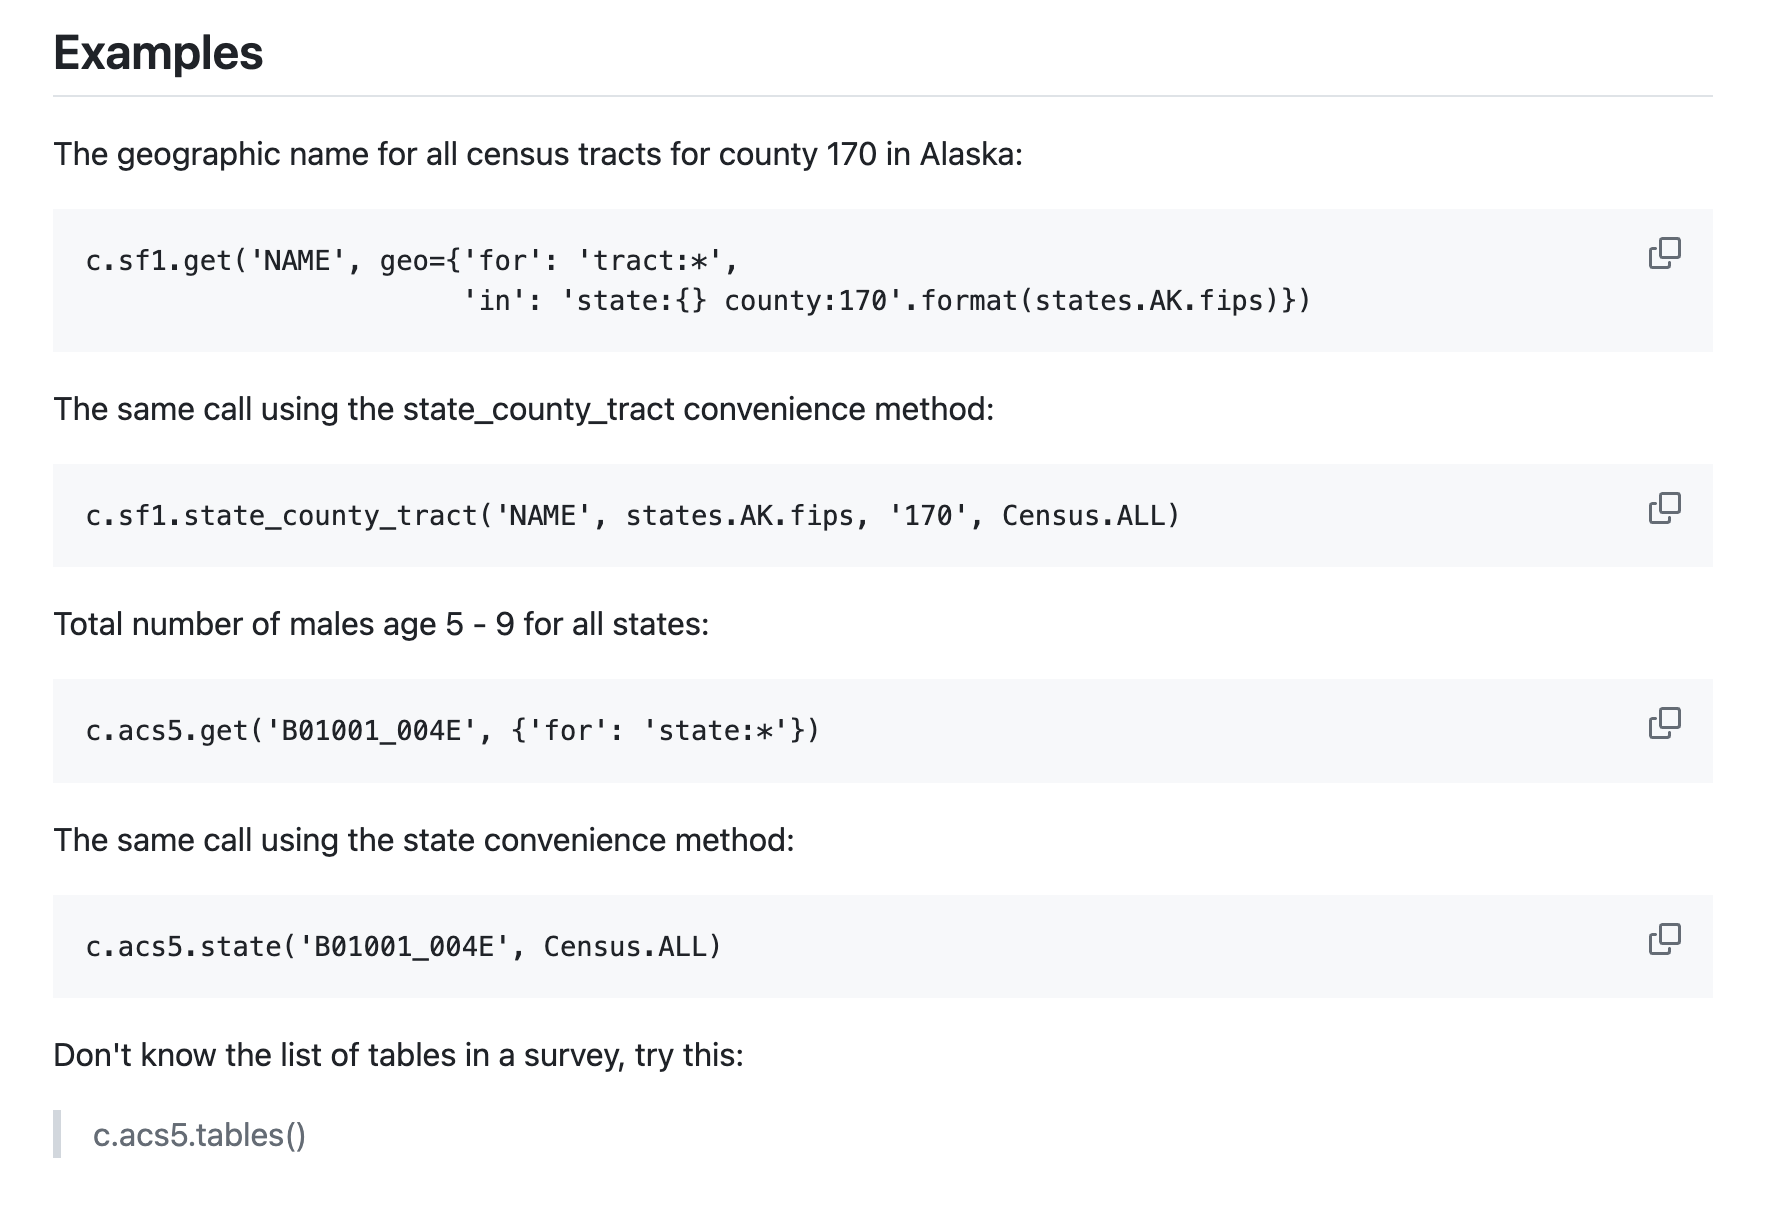 Examples
The geographic name for all census tracts for county 170 in Alaska:
c.sf1.get('NAME', geo={'for': 'tract:*',
                       'in': 'state:{} county:170'.format(states.AK.fips)})
The same call using the state_county_tract convenience method:
c.sf1.state_county_tract('NAME', states.AK.fips, '170', Census.ALL)
Total number of males age 5 - 9 for all states:
c.acs5.get('B01001_004E', {'for': 'state:*'})
The same call using the state convenience method:
c.acs5.state('B01001_004E', Census.ALL)
Don't know the list of tables in a survey, try this:
c.acs5.tables()